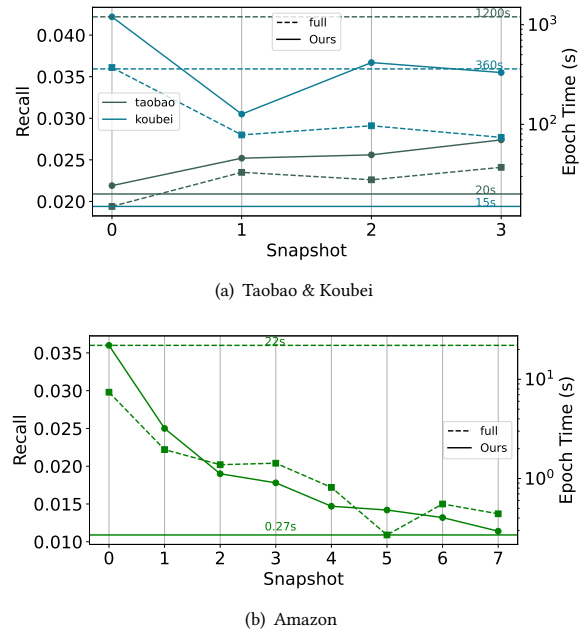 full
Ours
taobao
koubei
1200s
360s
20s
15s
0.040
0.035
0.030
0.025
0.020
Recall
10³
10²
Epoch Time (s)
0 1 2 3
Snapshot
(a) Taobao & Koubei
22s
0.27s
full
Ours
0.035
0.030
0.025
0.020
0.015
0.010
Recall
10¹
10⁰
Epoch Time (s)
0 1 2 3 4 5 6 7
Snapshot
(b) Amazon